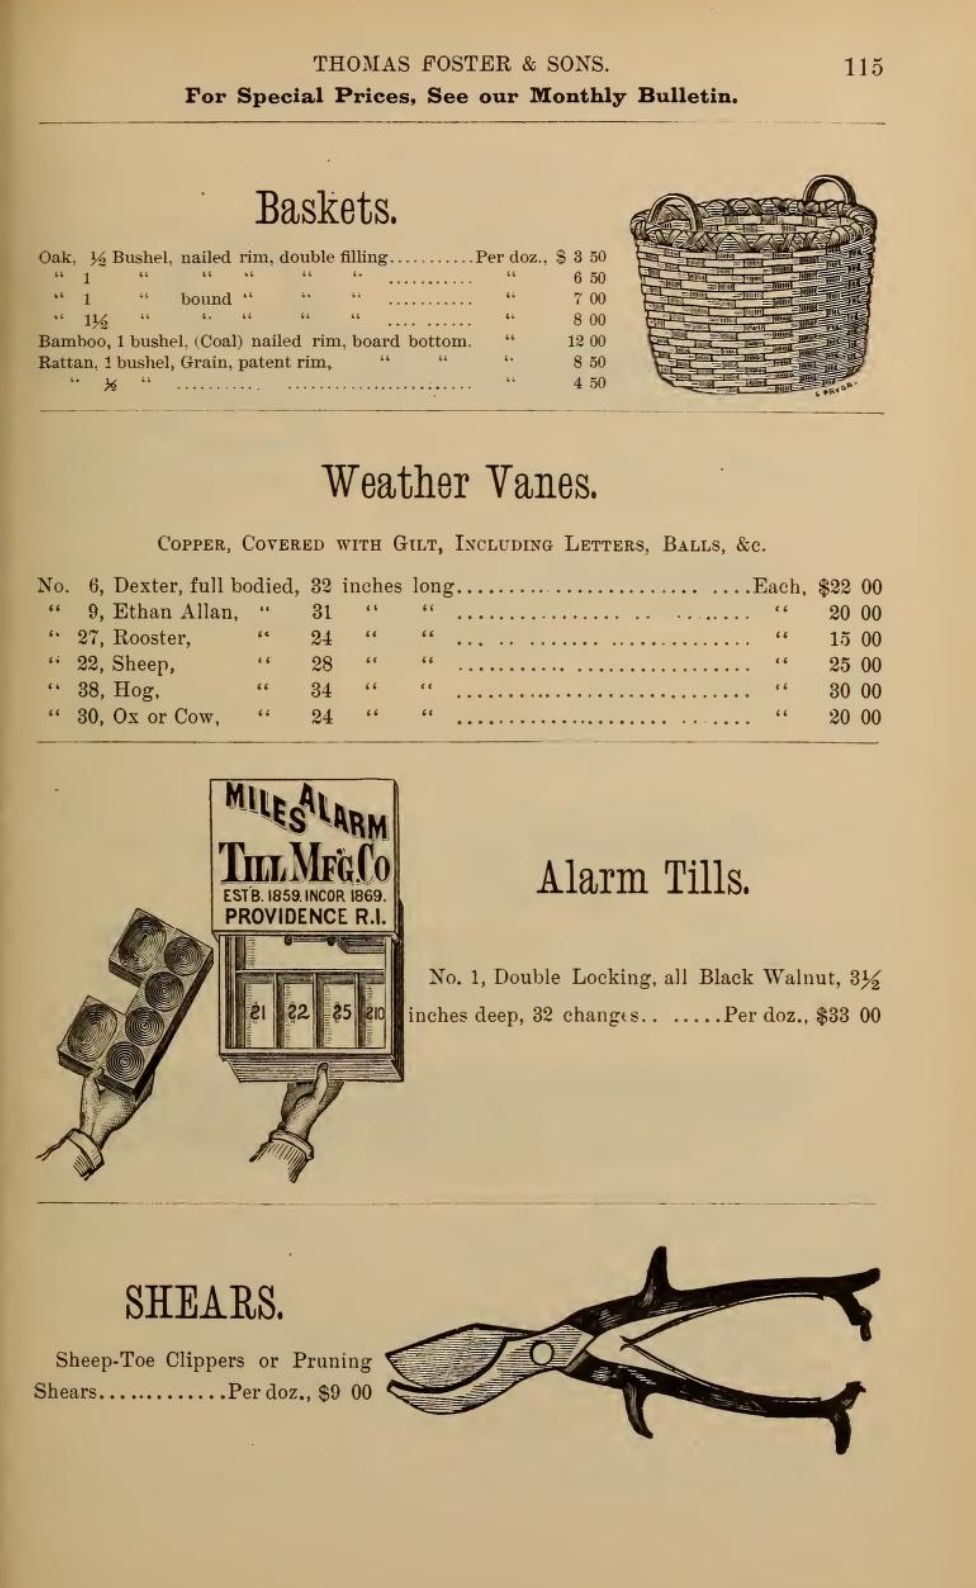 THOMAS FOSTER & SONS. 115
For Special Prices, See our Monthly Bulletin.
Baskets.
Oak, ½ Bushel, nailed rim, double filling...........Per doz., $ 3 50
“ 1 “ “ “ “ “ ........... “ 6 50
“ 1 “ bound “ “ “ ........... “ 7 00
“ 1½ “ “ “ “ “ .... ...... “ 8 00
Bamboo, 1 bushel, (Coal) nailed rim, board bottom. “ 12 00
Rattan, 1 bushel, Grain, patent rim, “ “ “ 8 50
“ ½ “ ........... ........................ “ 4 50
S PRYOR.
Weather Vanes.
Copper, Covered with Gilt, Including Letters, Balls, &c.
No. 6, Dexter, full bodied, 32 inches long..............................Each, $22 00
“ 9, Ethan Allan, “ 31 “ “ .............................. “ 20 00
“ 27, Rooster, “ 24 “ “ .............................. “ 15 00
“ 22, Sheep, “ 28 “ “ .............................. “ 25 00
“ 38, Hog, “ 34 “ “ .............................. “ 30 00
“ 30, Ox or Cow, “ 24 “ “ .............................. “ 20 00
MILES ALARM
TILL MF'G. CO
EST'B. 1859. INCOR 1869.
PROVIDENCE R.I.
$1 $2 $5 $10
Alarm Tills.
No. 1, Double Locking, all Black Walnut, 3½
inches deep, 32 changes.. .......Per doz., $33 00
SHEARS.
Sheep-Toe Clippers or Pruning
Shears.............Per doz., $9 00